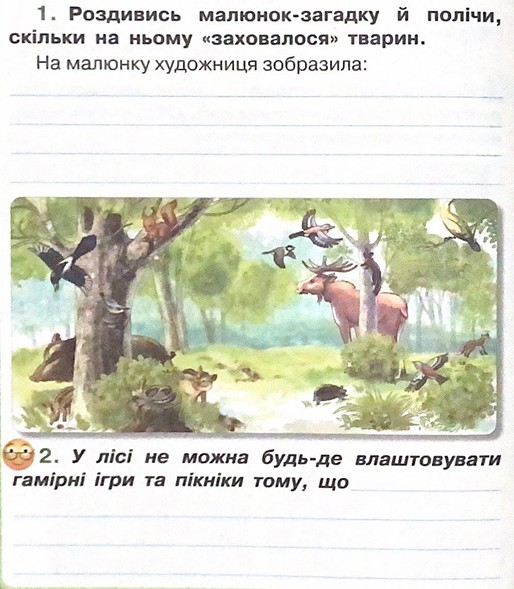 1. Роздивись малюнок-загадку й полічи,
скільки на ньому «заховалося» тварин.
На малюнку художниця зобразила:
2. У лісі не можна будь-де влаштовувати
гамірні ігри та пікніки тому, що